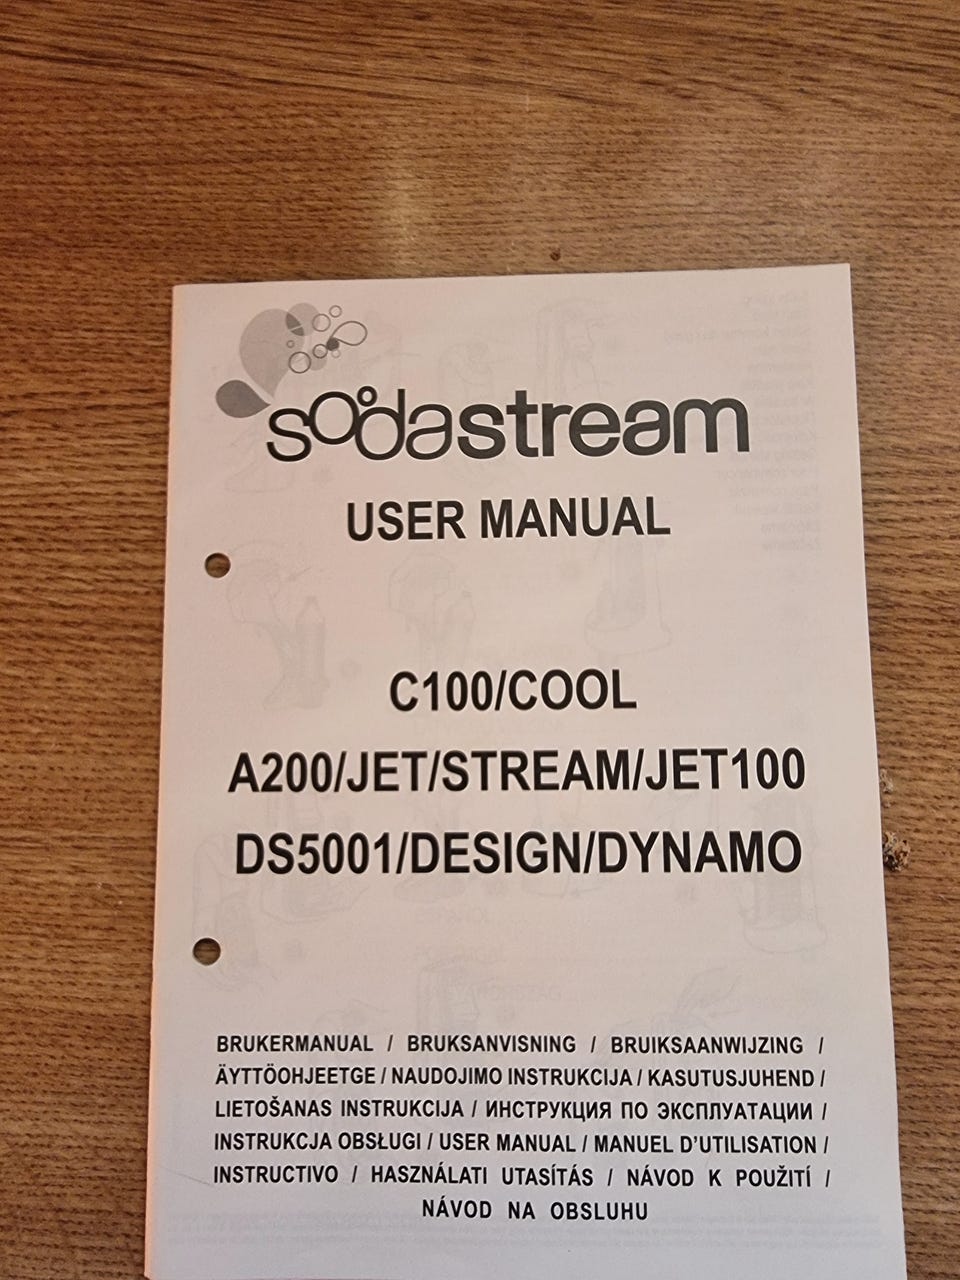 sodastream
USER MANUAL
C100/COOL
A200/JET/STREAM/JET100
DS5001/DESIGN/DYNAMO
BRUKERMANUAL / BRUKSANVISNING / BRUIKSAANWIJZING /
ÄYTTÖOHJEETGE / NAUDOJIMO INSTRUKCIJA / KASUTUSJUHEND /
LIETOŠANAS INSTRUKCIJA / ИНСТРУКЦИЯ ПО ЭКСПЛУАТАЦИИ /
INSTRUKCJA OBSŁUGI / USER MANUAL / MANUEL D'UTILISATION /
INSTRUCTIVO / HASZNÁLATI UTASÍTÁS / NÁVOD K POUŽITÍ /
NÁVOD NA OBSLUHU